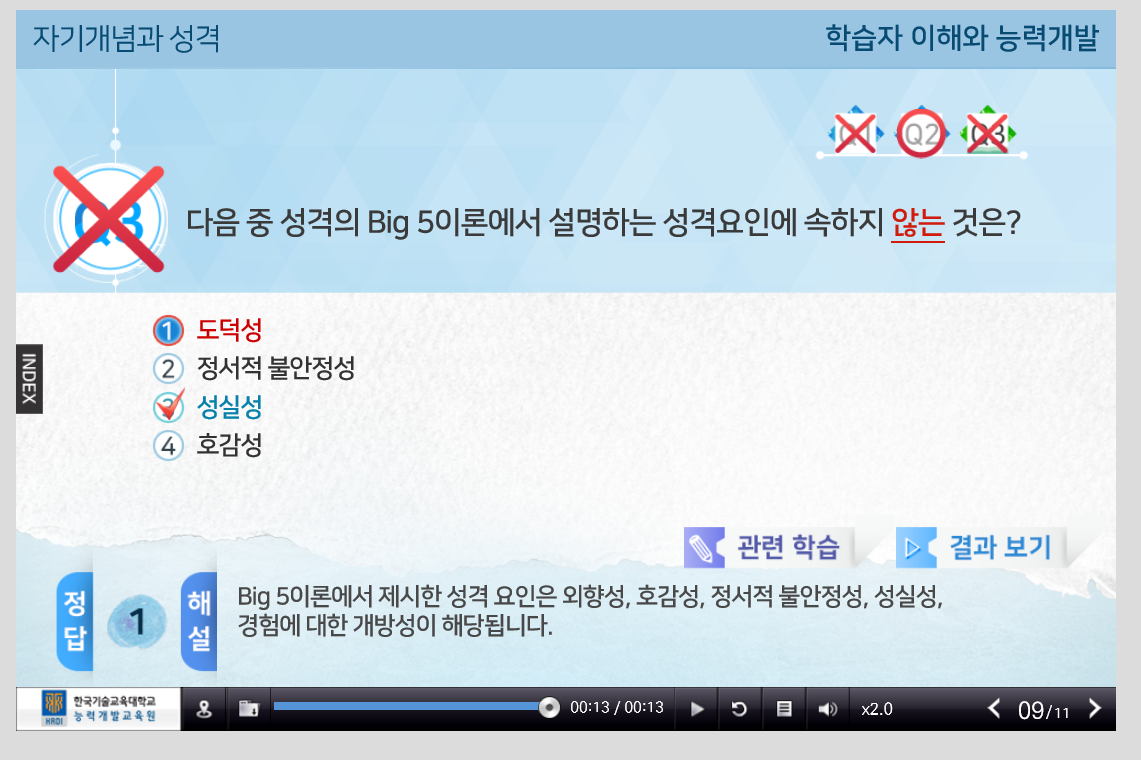 자기개념과 성격
학습자 이해와 능력개발
Q1 Q2 Q3
Q3
다음 중 성격의 Big 5이론에서 설명하는 성격요인에 속하지 않는 것은?
1 도덕성
2 정서적 불안정성
3 성실성
4 호감성
INDEX
관련 학습
결과 보기
정답
1
해설
Big 5이론에서 제시한 성격 요인은 외향성, 호감성, 정서적 불안정성, 성실성,
경험에 대한 개방성이 해당됩니다.
HRDI
한국기술교육대학교
능력개발교육원
00:13 / 00:13
x2.0
09/11